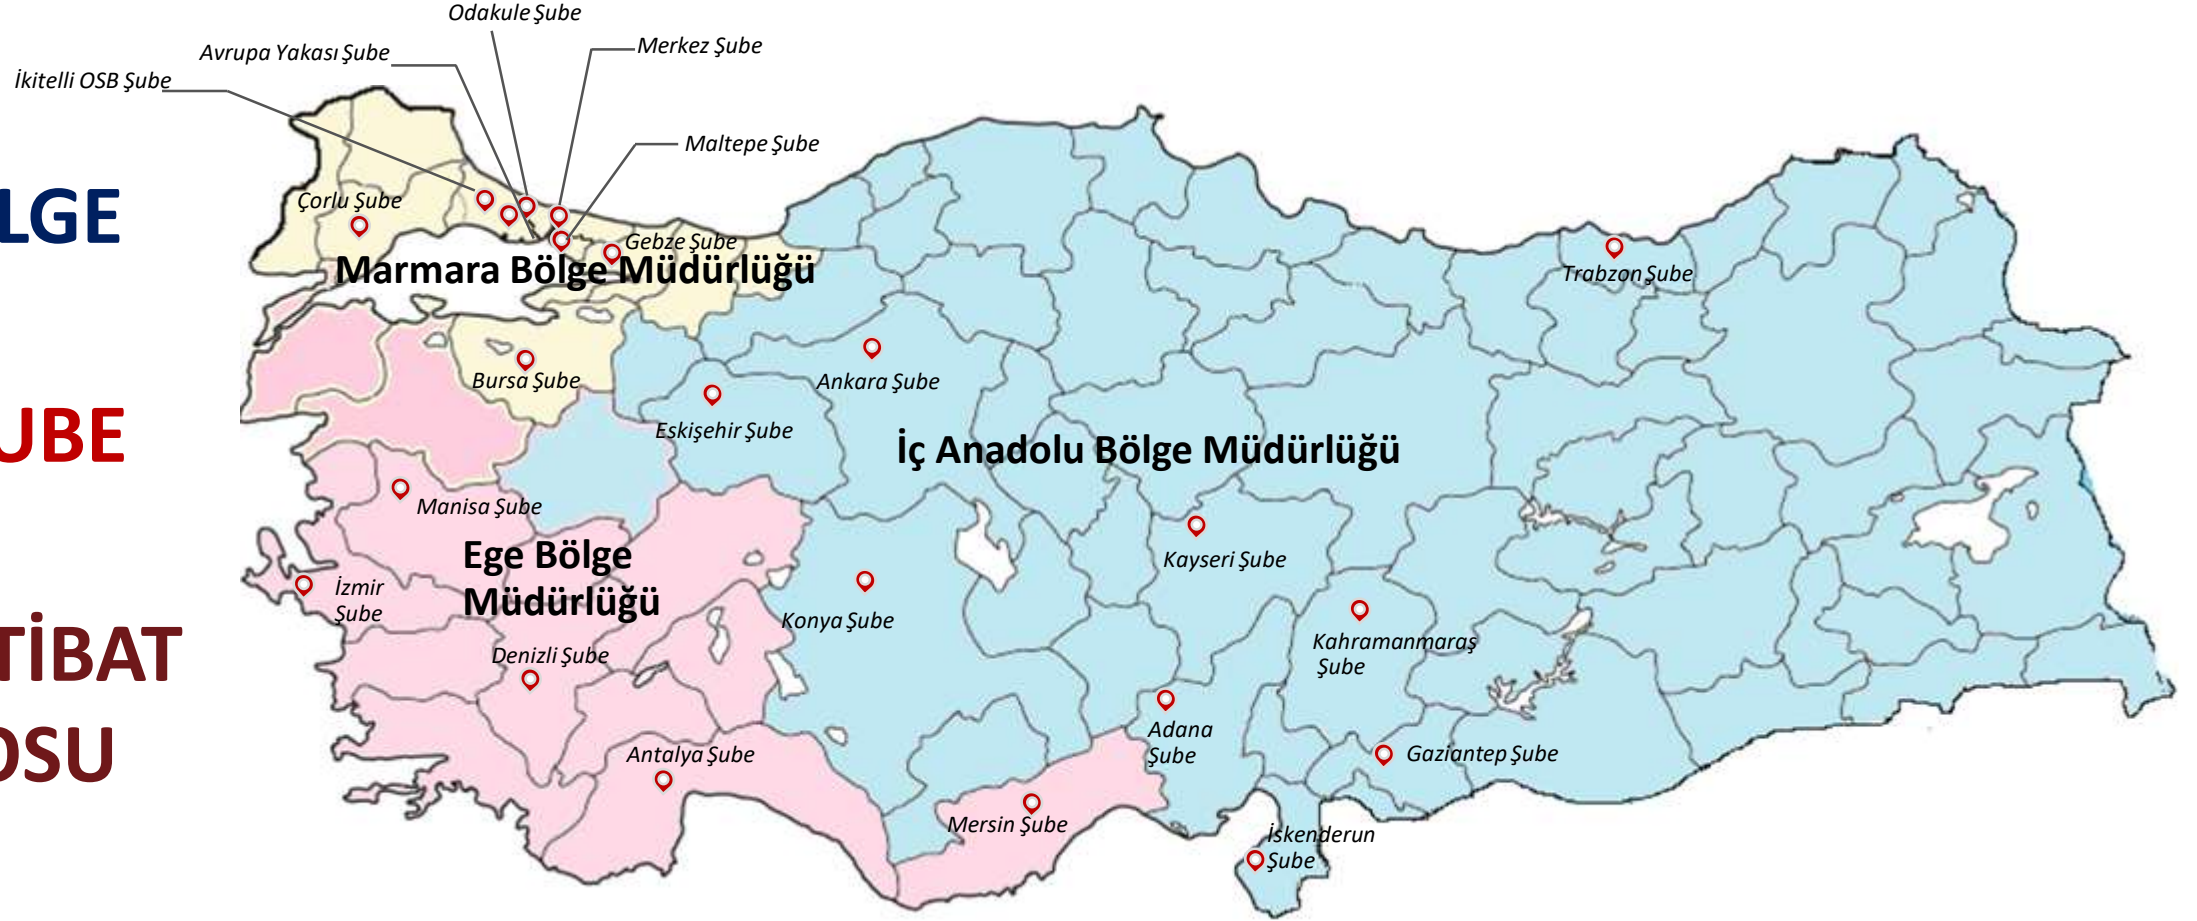 Odakule Şube
Merkez Şube
Avrupa Yakası Şube
İkitelli OSB Şube
Maltepe Şube
LGE
Çorlu Şube
Gebze Şube
Marmara Bölge Müdürlüğü
Trabzon Şube
Bursa Şube
Ankara Şube
UBE
Eskişehir Şube
İç Anadolu Bölge Müdürlüğü
Manisa Şube
Ege Bölge
Müdürlüğü
Kayseri Şube
İzmir
Şube
Konya Şube
TİBAT
OSU
Kahramanmaraş
Şube
Denizli Şube
Adana
Şube
Antalya Şube
Gaziantep Şube
Mersin Şube
İskenderun
Şube